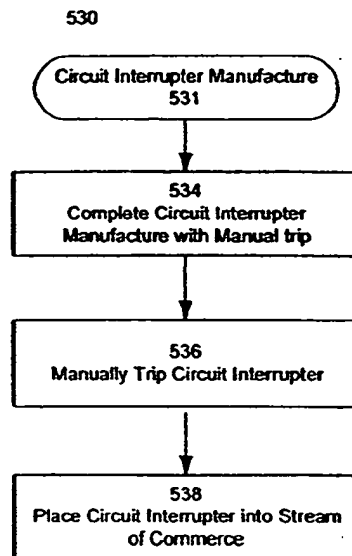 530
Circuit Interrupter Manufacture
531
534
Complete Circuit Interrupter
Manufacture with Manual trip
536
Manually Trip Circuit Interrupter
538
Place Circuit Interrupter into Stream
of Commerce